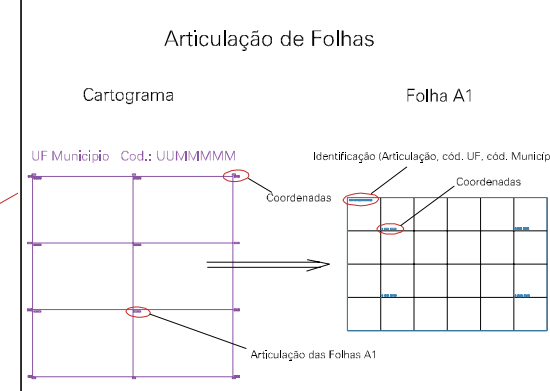 Articulação de Folhas
Cartograma
Folha A1
UF Municipio Cod.: UUMMMMM
Identificação (Articulação, cód. UF, cód. Municíp
Coordenadas
Coordenadas
Articulação das Folhas A1